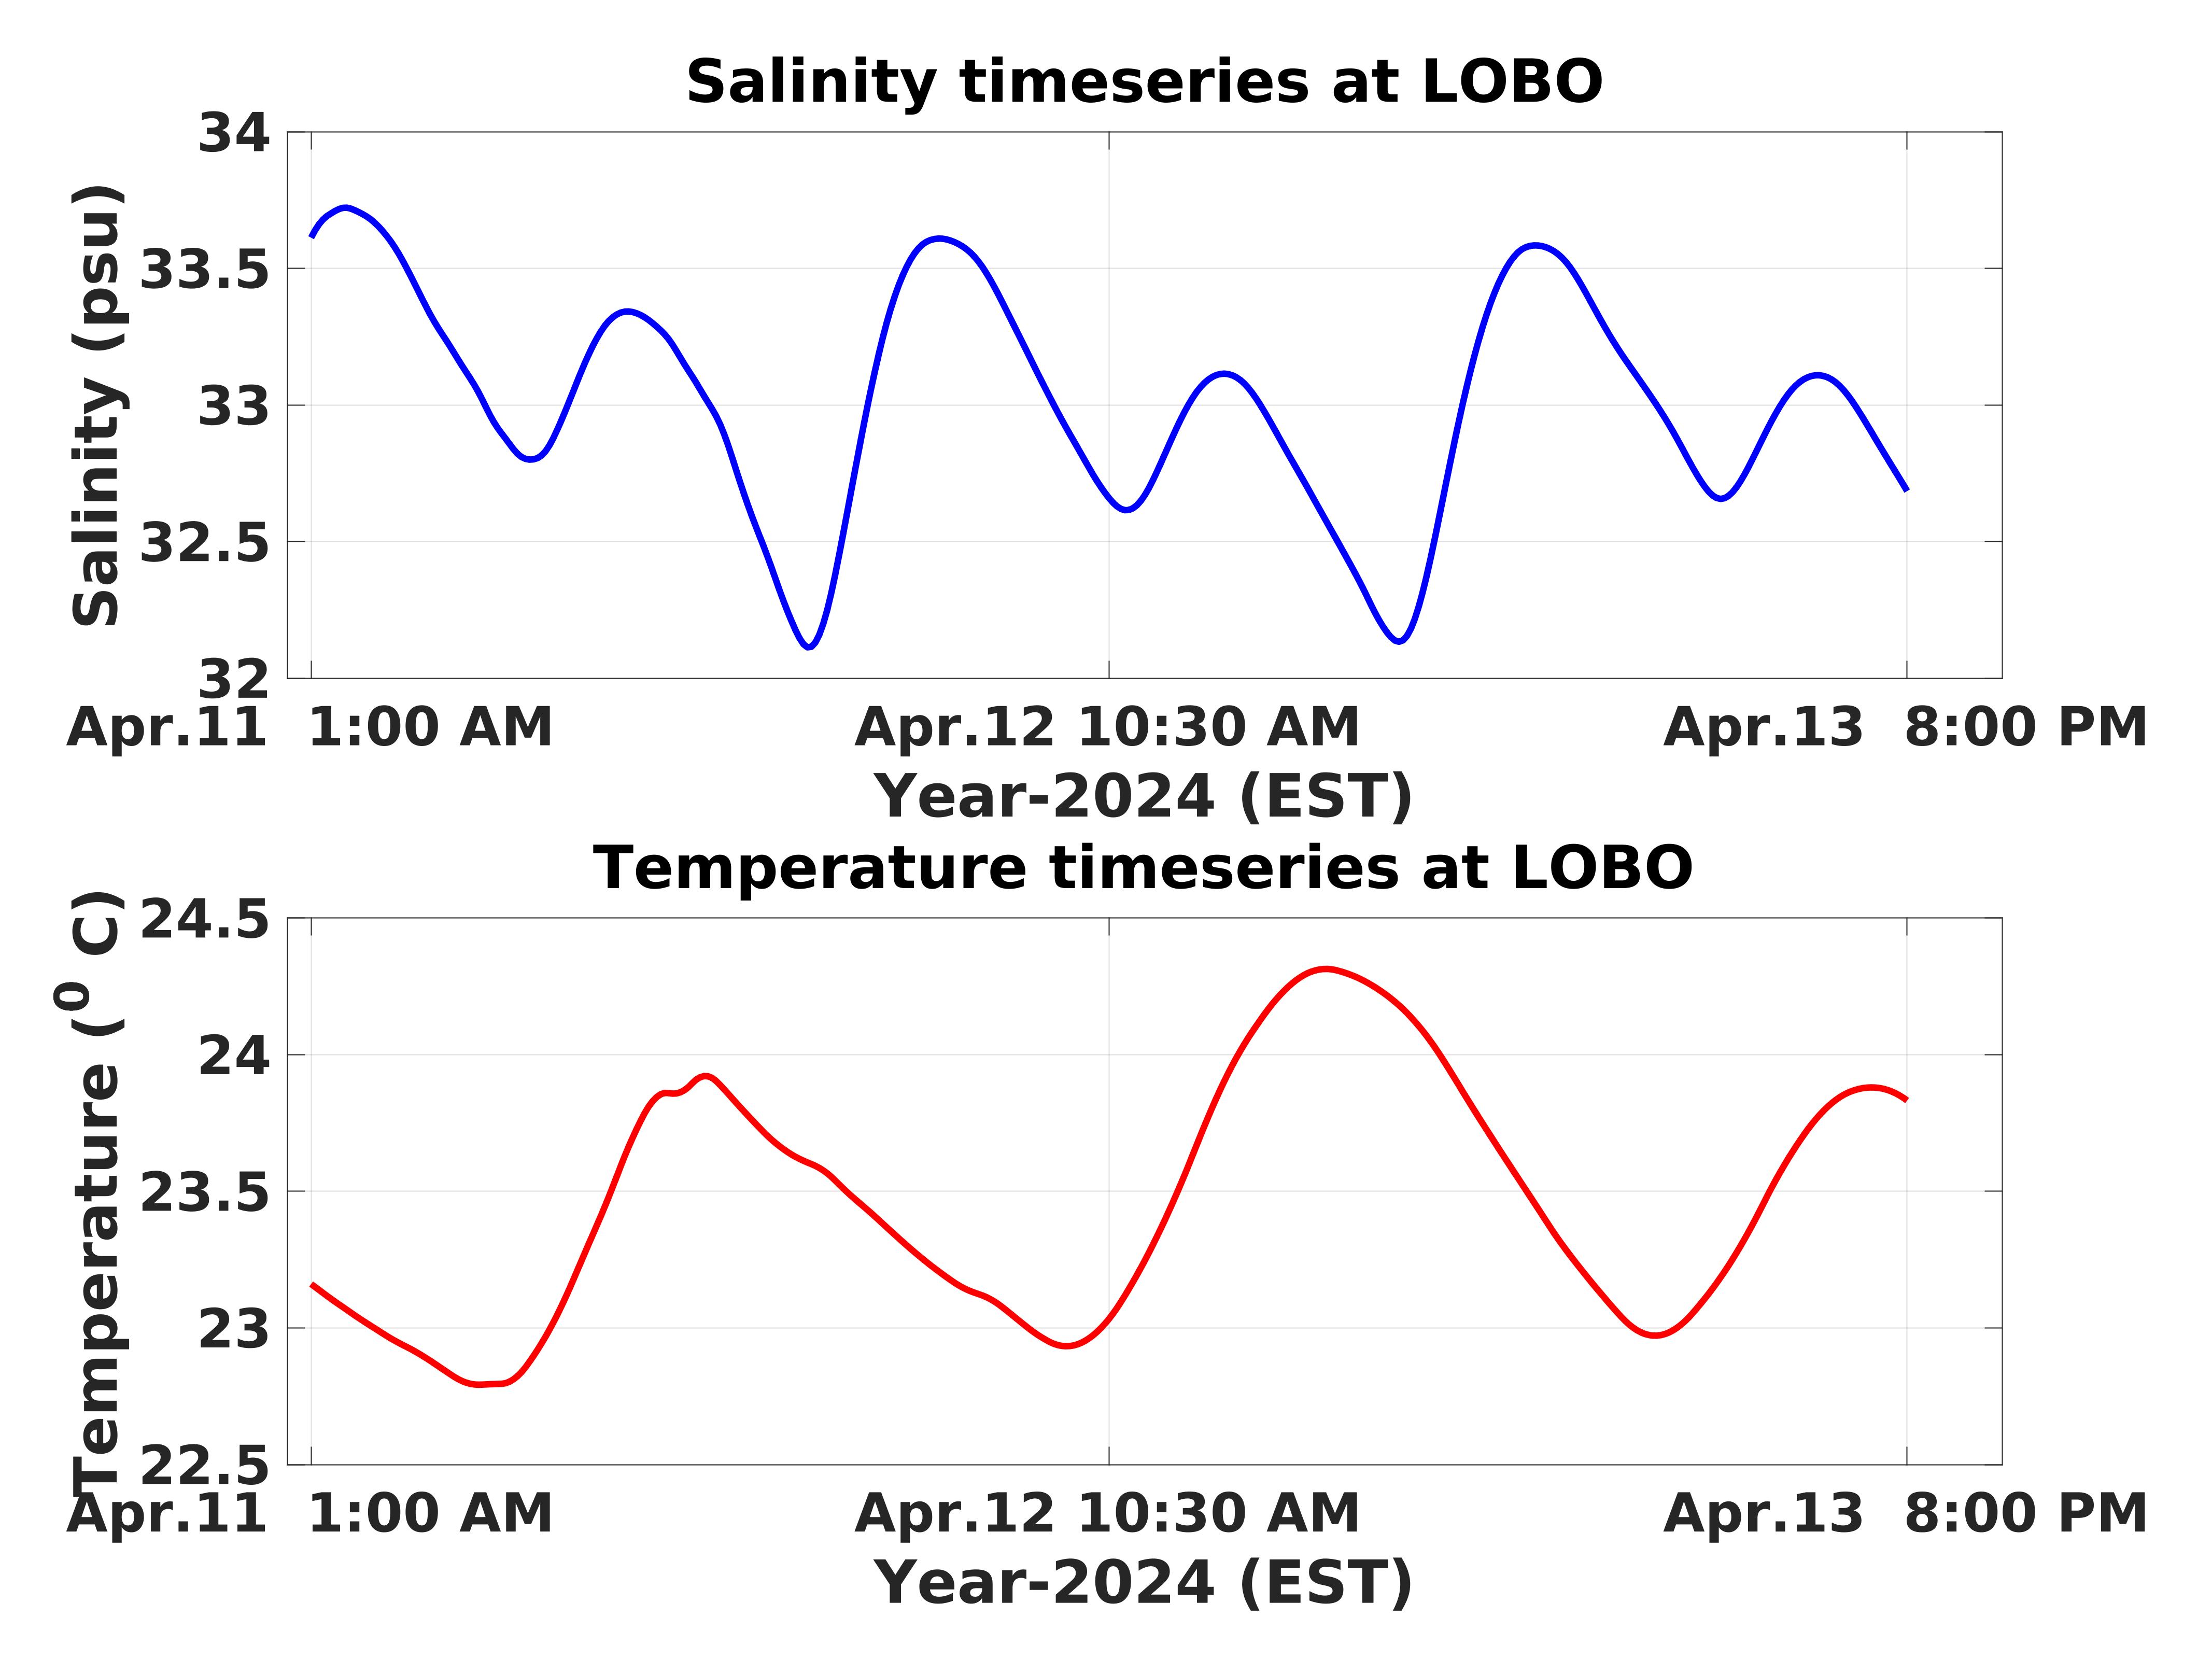 Salinity timeseries at LOBO
Salinity (psu)
34
33.5
33
32.5
32
Apr.11 1:00 AM
Apr.12 10:30 AM
Apr.13 8:00 PM
Year-2024 (EST)
Temperature timeseries at LOBO
Temperature (⁰ C)
24.5
24
23.5
23
22.5
Apr.11 1:00 AM
Apr.12 10:30 AM
Apr.13 8:00 PM
Year-2024 (EST)